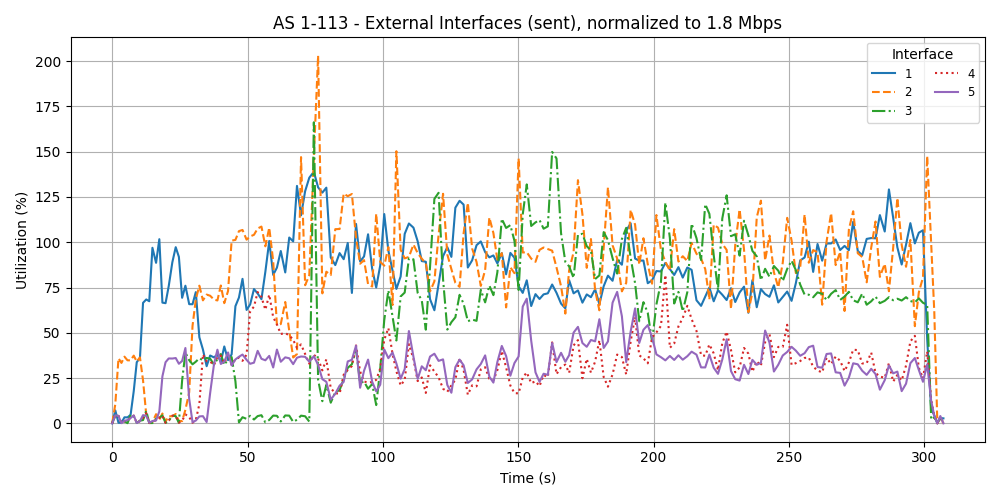 AS 1-113 - External Interfaces (sent), normalized to 1.8 Mbps
Utilization (%)
200
175
150
125
100
75
50
25
0
0 50 100 150 200 250 300
Time (s)
Interface
1 4
2 5
3